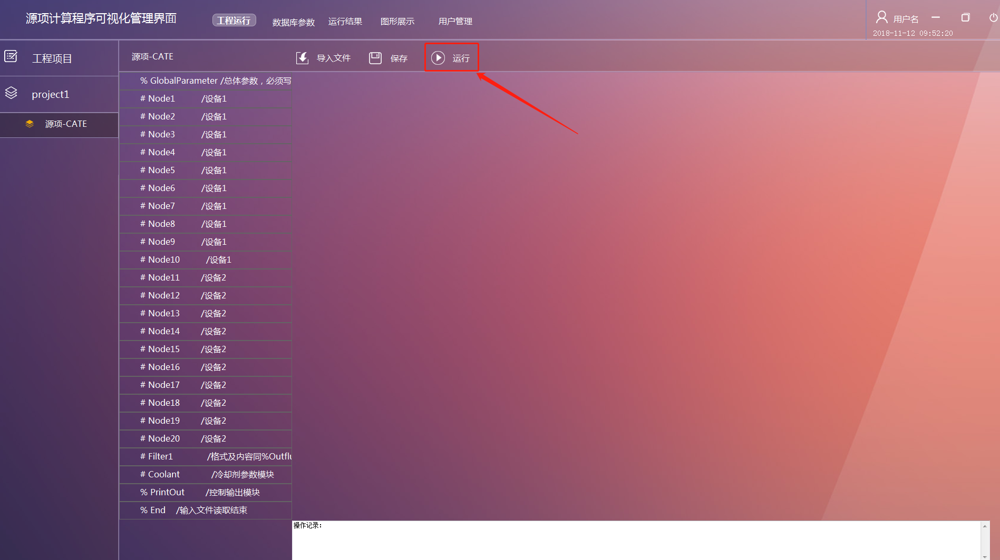 源项计算程序可视化管理界面
工程运行
数据库参数
运行结果
图形展示
用户管理
用户名
2018-11-12 09:52:20
工程项目
project1
源项-CATE
源项-CATE
导入文件
保存
运行
% GlobalParameter /总体参数，必须写
# Node1 /设备1
# Node2 /设备1
# Node3 /设备1
# Node4 /设备1
# Node5 /设备1
# Node6 /设备1
# Node7 /设备1
# Node8 /设备1
# Node9 /设备1
# Node10 /设备1
# Node11 /设备2
# Node12 /设备2
# Node13 /设备2
# Node14 /设备2
# Node15 /设备2
# Node16 /设备2
# Node17 /设备2
# Node18 /设备2
# Node19 /设备2
# Node20 /设备2
# Filter1 /格式及内容同%Outflu
# Coolant /冷却剂参数模块
% PrintOut /控制输出模块
% End /输入文件读取结束
操作记录：